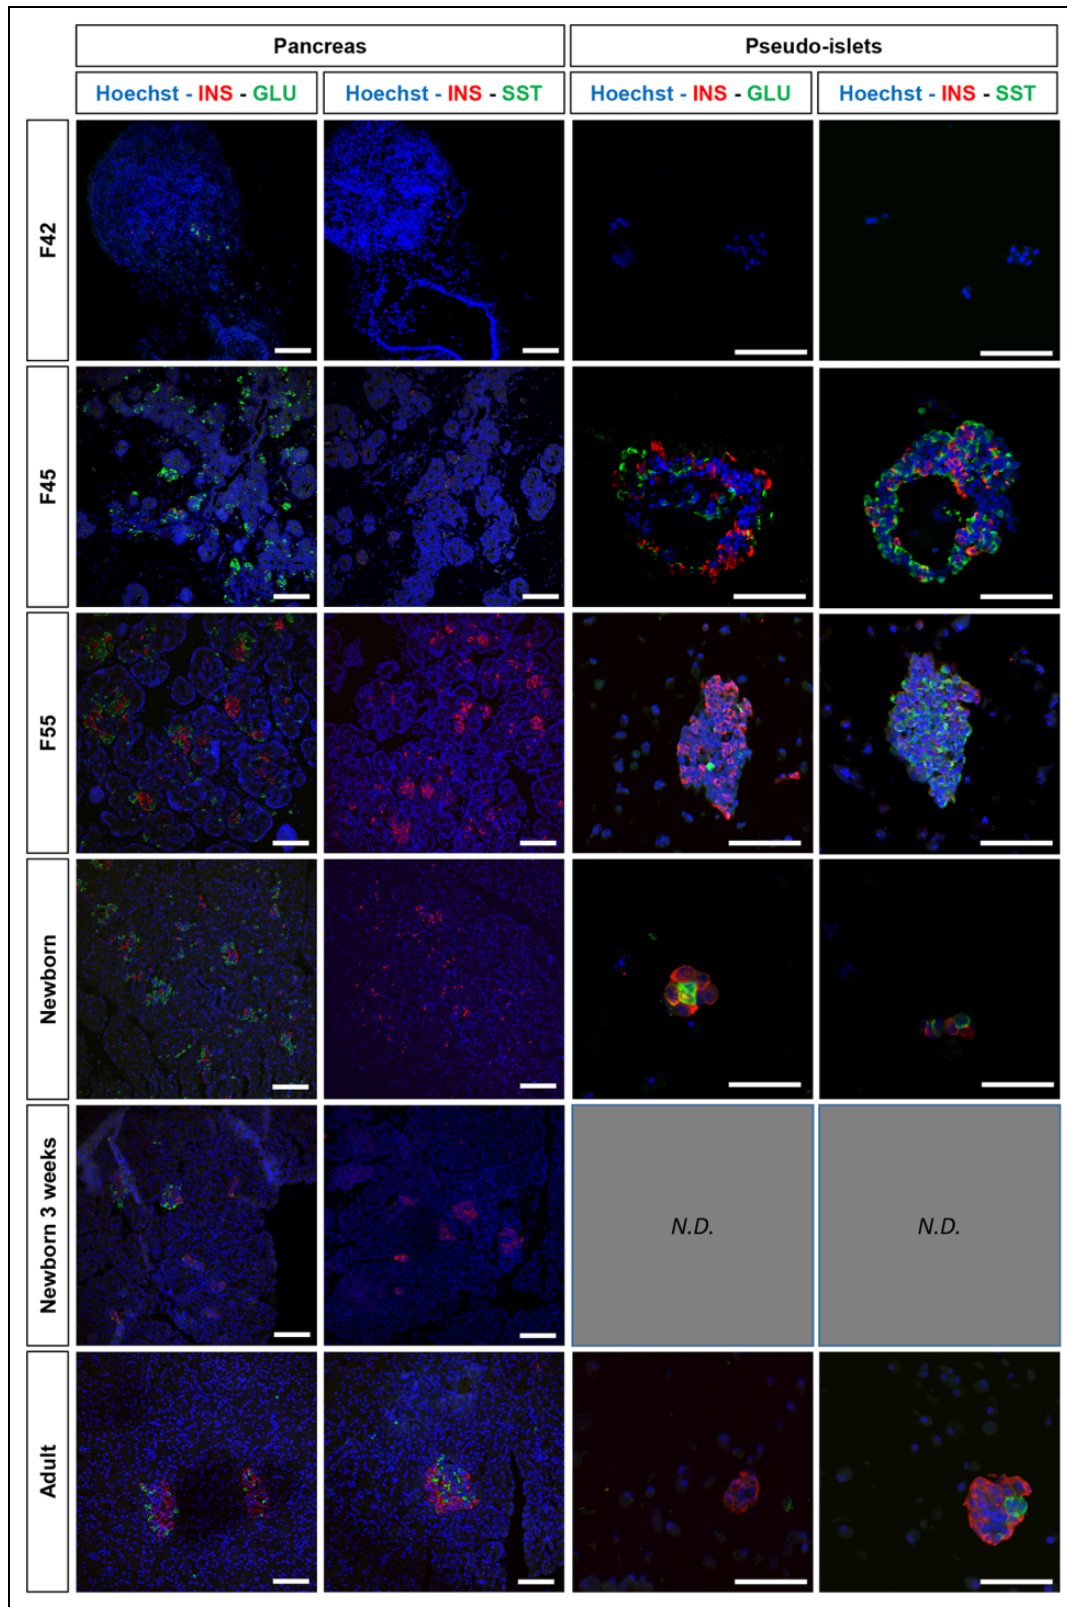 Pancreas
Pseudo-islets
Hoechst - INS - GLU
Hoechst - INS - SST
Hoechst - INS - GLU
Hoechst - INS - SST
F42
F45
F55
Newborn
Newborn 3 weeks
N.D.
N.D.
Adult